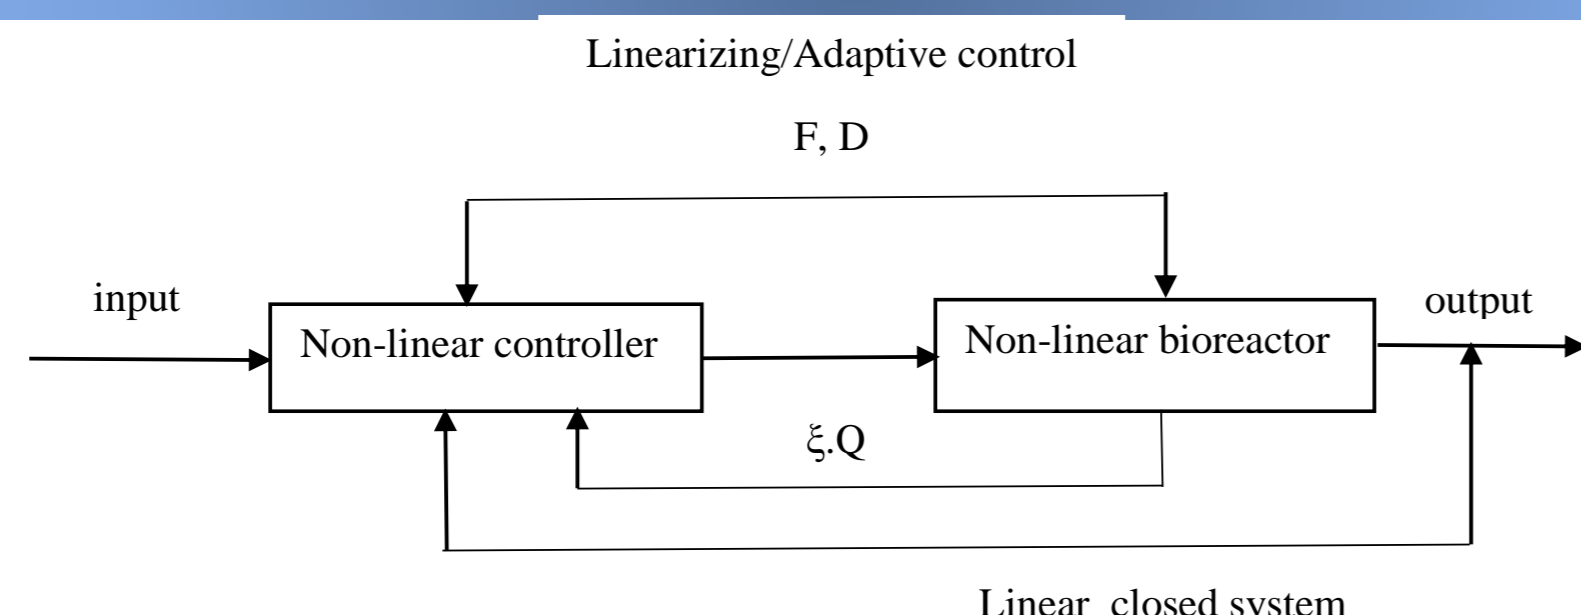 Linearizing/Adaptive control
F, D
input
output
Non-linear controller
Non-linear bioreactor
ξ.Q
Linear closed system